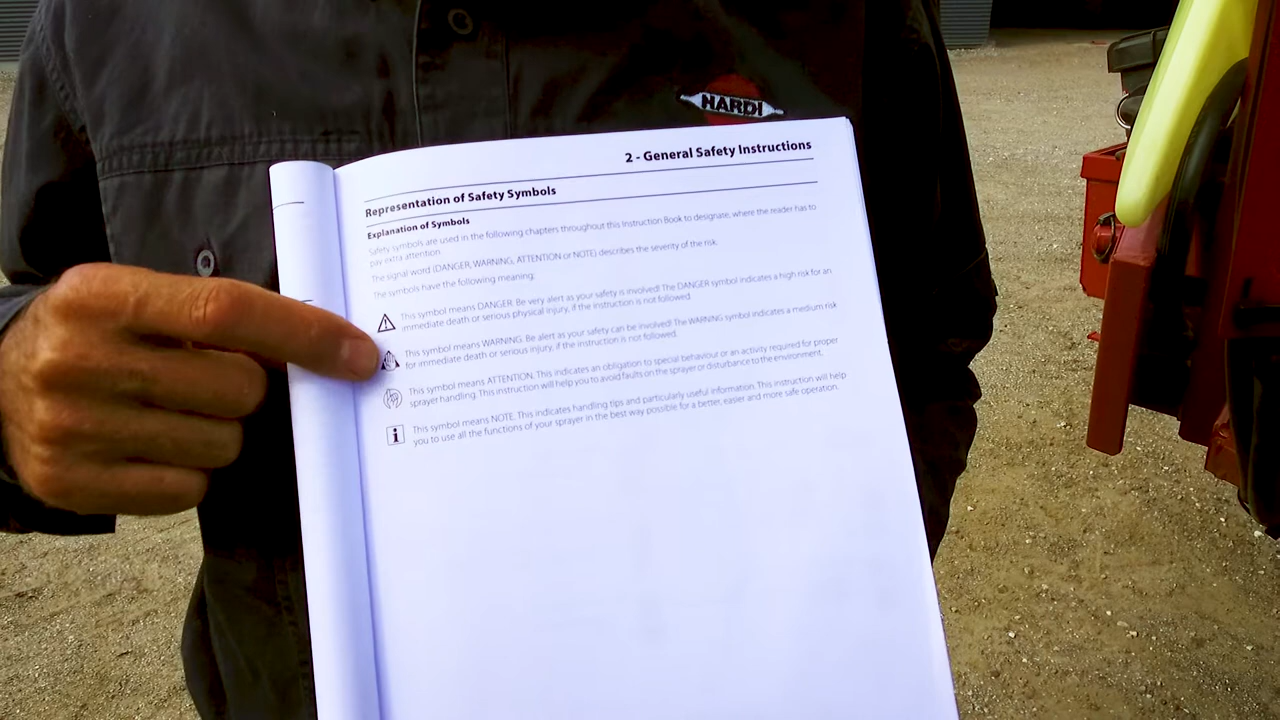 HARDI
2 - General Safety Instructions
Representation of Safety Symbols
Explanation of Symbols
Safety symbols are used in the following chapters throughout this Instruction Book to designate, where the reader has to
pay extra attention.
The signal word (DANGER, WARNING, ATTENTION or NOTE) describes the severity of the risk.
The symbols have the following meaning:
This symbol means DANGER. Be very alert as your safety is involved! The DANGER symbol indicates a high risk for an
immediate death or serious physical injury, if the instruction is not followed.
This symbol means WARNING. Be alert as your safety can be involved! The WARNING symbol indicates a medium risk
for immediate death or serious injury, if the instruction is not followed.
This symbol means ATTENTION. This indicates an obligation to special behaviour or an activity required for proper
sprayer handling. This instruction will help you to avoid faults on the sprayer or disturbance to the environment.
This symbol means NOTE. This indicates handling tips and particularly useful information. This instruction will help
you to use all the functions of your sprayer in the best way possible for a better, easier and more safe operation.